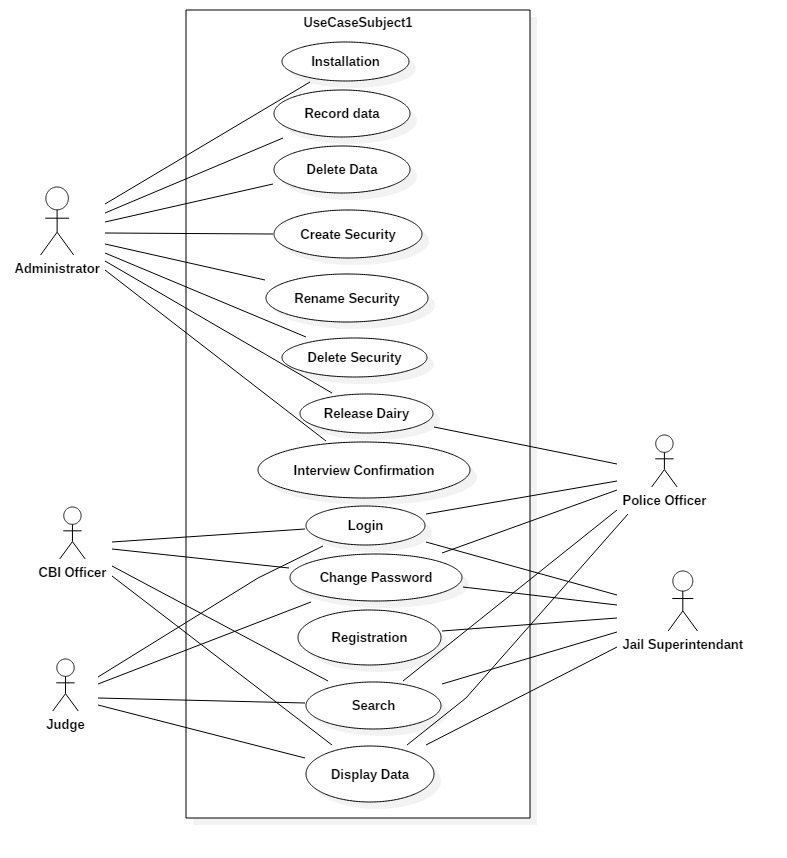 UseCaseSubject1
Installation
Record data
Delete Data
Create Security
Administrator
Rename Security
Delete Security
Release Dairy
Interview Confirmation
Police Officer
Login
CBI Officer
Change Password
Registration
Jail Superintendant
Search
Judge
Display Data